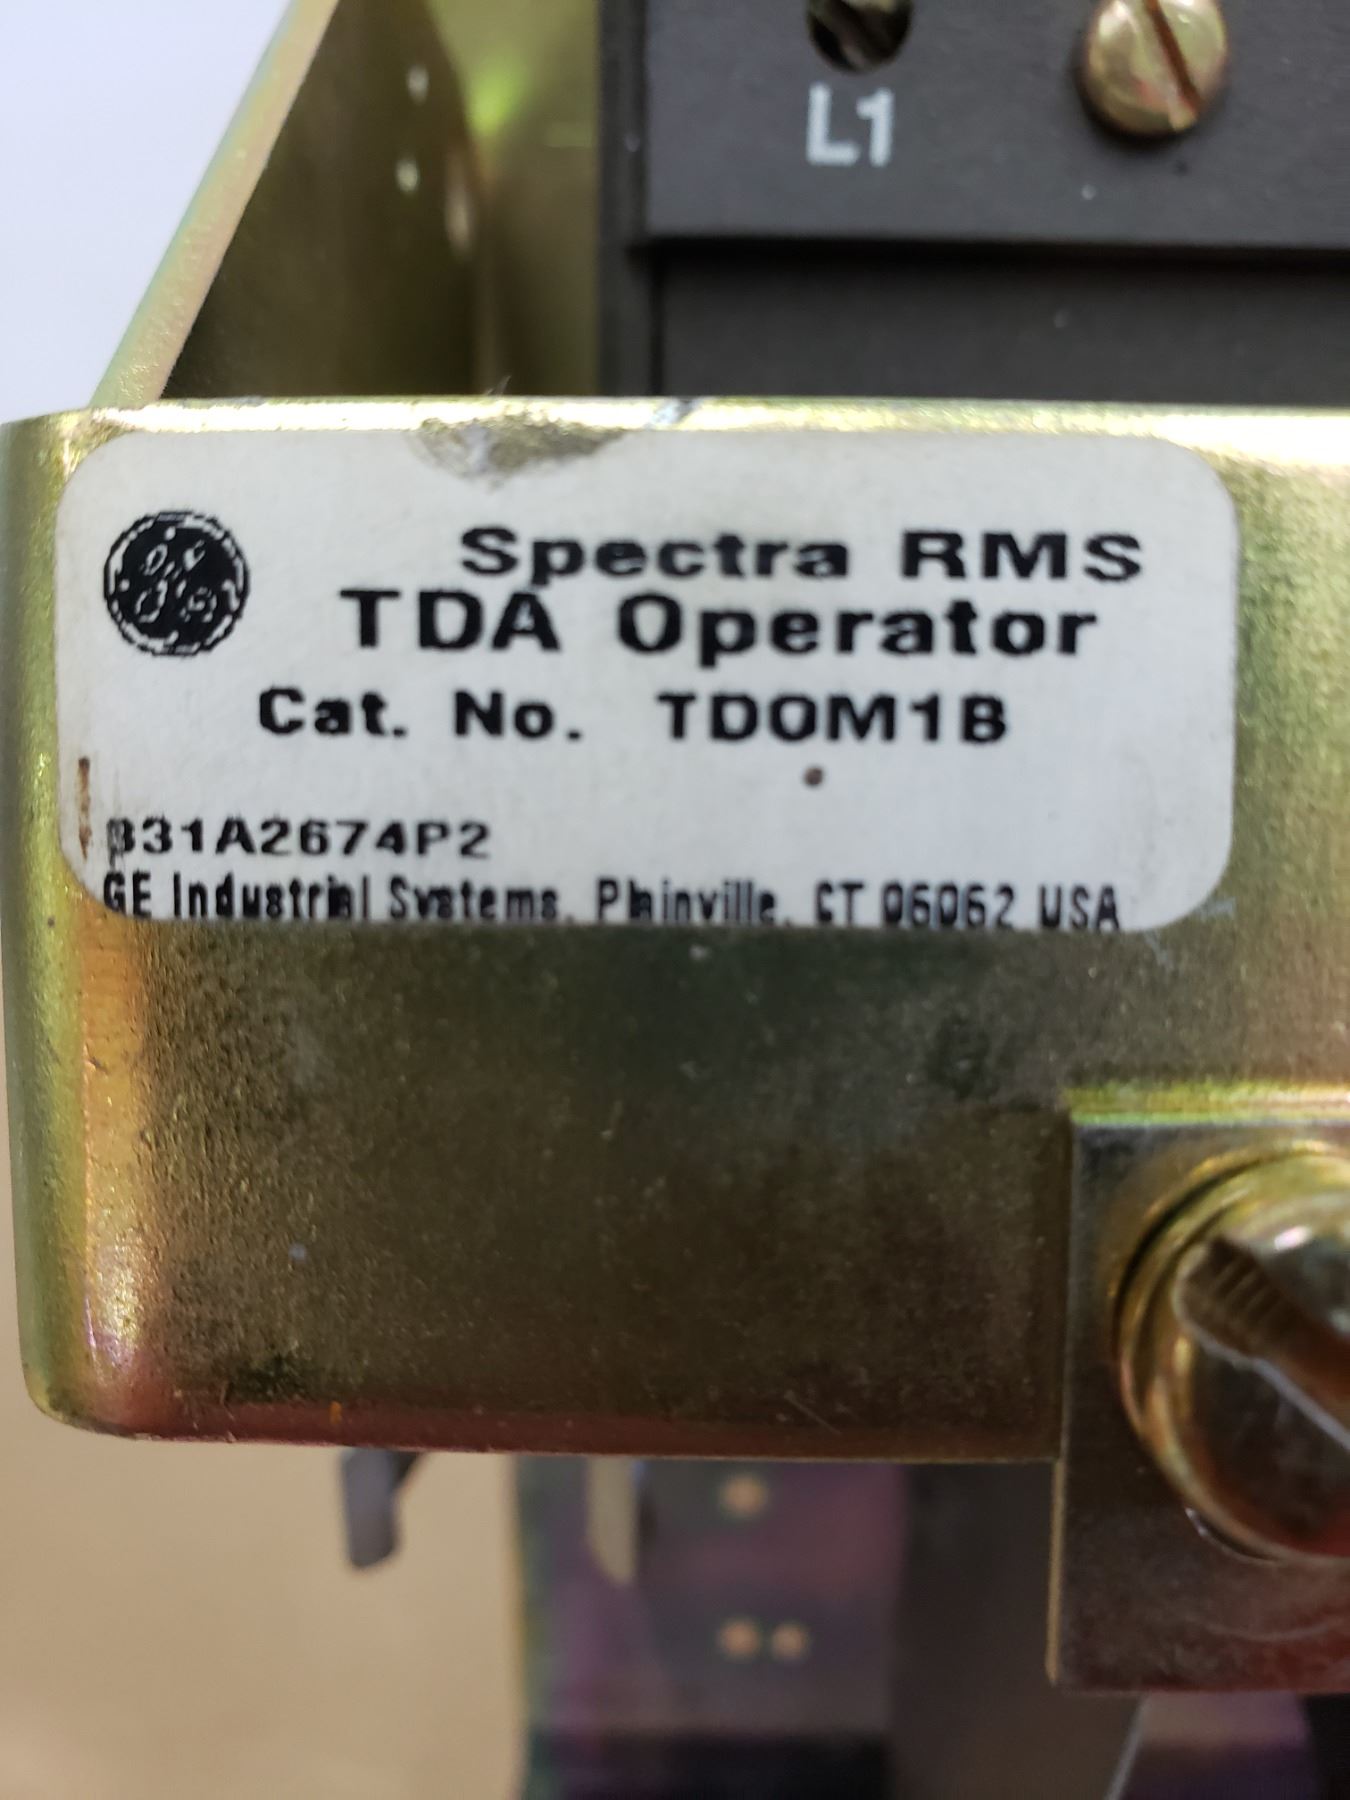 L1
Spectra RMS
TDA Operator
Cat. No. TDOM1B
331A2674P2
GE Industrial Systems, Plainville, CT 06062 USA